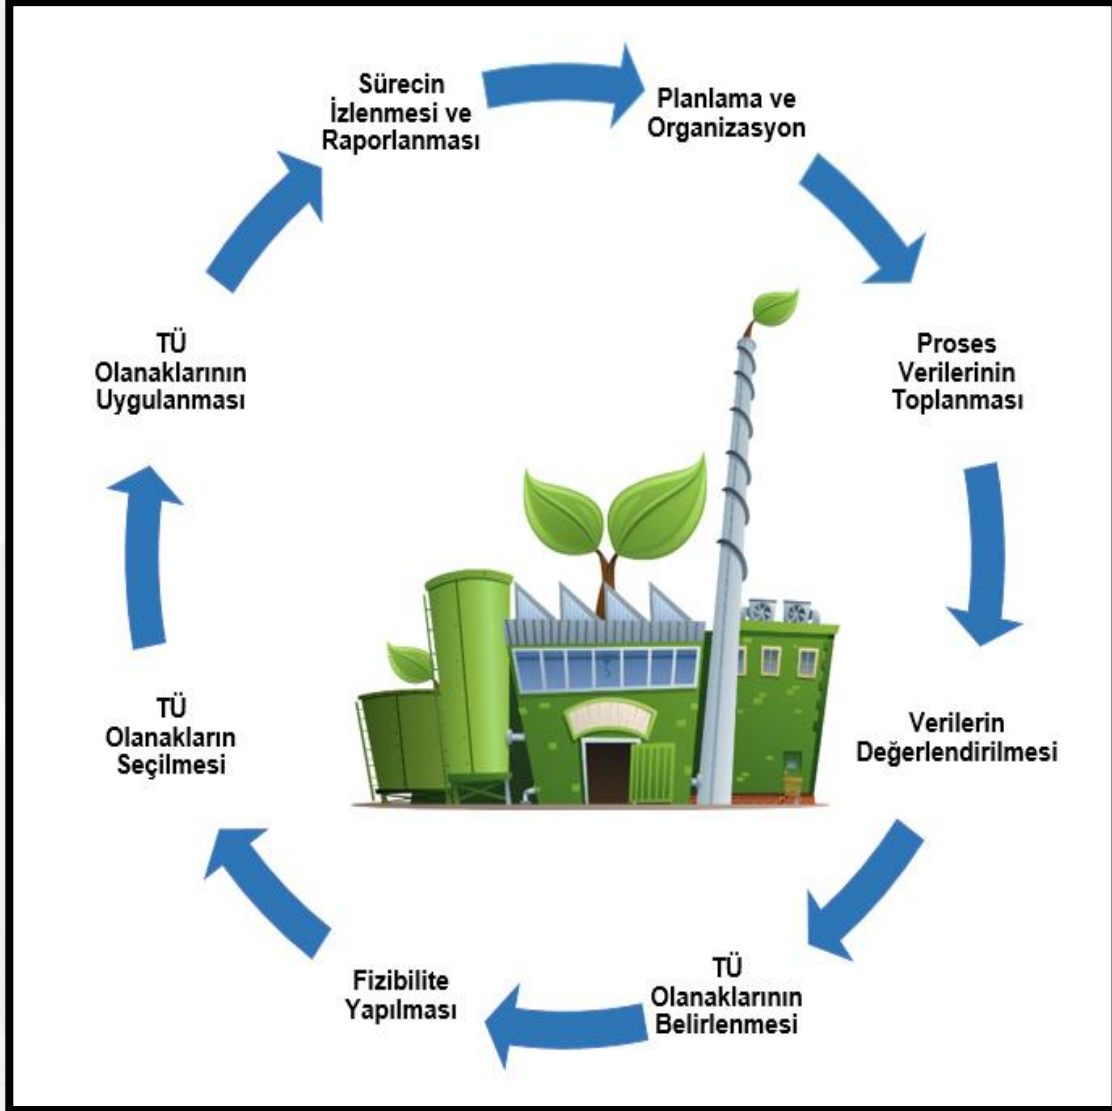 Sürecin
İzlenmesi ve
Raporlanması
Planlama ve
Organizasyon
Proses
Verilerinin
Toplanması
Verilerin
Değerlendirilmesi
TÜ
Olanaklarının
Belirlenmesi
Fizibilite
Yapılması
TÜ
Olanakların
Seçilmesi
TÜ
Olanaklarının
Uygulanması